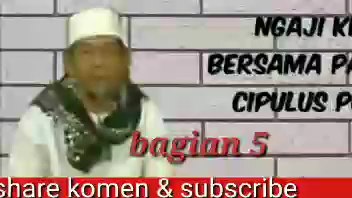 NGAJI
BERSAMA
CIPULUS
bagian 5
share komen & subscribe